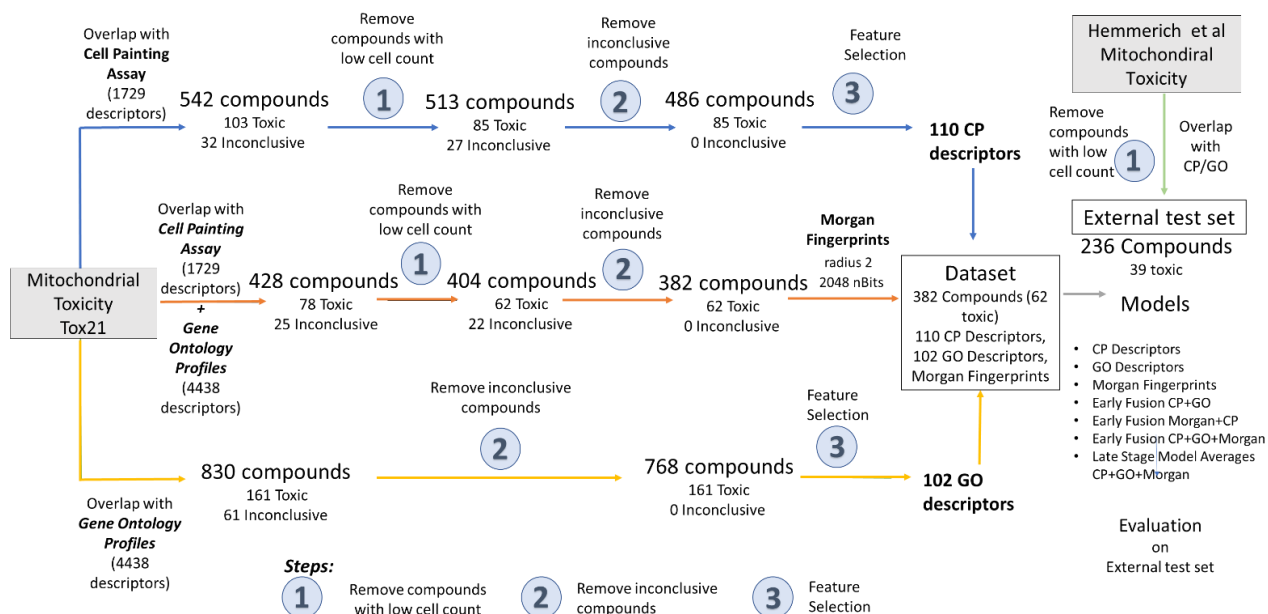 Overlap with
Cell Painting
Assay
(1729
descriptors)
542 compounds
103 Toxic
32 Inconclusive
Remove
compounds with
low cell count
1
513 compounds
85 Toxic
27 Inconclusive
Remove
inconclusive
compounds
2
486 compounds
85 Toxic
0 Inconclusive
Feature
Selection
3
110 CP
descriptors
Hemmerich et al
Mitochondiral
Toxicity
Remove
compounds
with low
cell count
1
Overlap
with
CP/GO
External test set
236 Compounds
39 toxic
Mitochondrial
Toxicity
Tox21
Overlap with
Cell Painting
Assay
(1729
descriptors)
+
Gene
Ontology
Profiles
(4438
descriptors)
428 compounds
78 Toxic
25 Inconclusive
Remove
compounds with
low cell count
1
404 compounds
62 Toxic
22 Inconclusive
Remove
inconclusive
compounds
2
382 compounds
62 Toxic
0 Inconclusive
Morgan
Fingerprints
radius 2
2048 nBits
Dataset
382 Compounds (62
toxic)
110 CP Descriptors,
102 GO Descriptors,
Morgan Fingerprints
Models
• CP Descriptors
• GO Descriptors
• Morgan Fingerprints
• Early Fusion CP+GO
• Early Fusion Morgan+CP
• Early Fusion CP+GO+Morgan
• Late Stage Model Averages
CP+GO+Morgan
Evaluation
on
External test set
Overlap with
Gene Ontology
Profiles
(4438
descriptors)
830 compounds
161 Toxic
61 Inconclusive
Remove inconclusive
compounds
2
768 compounds
161 Toxic
0 Inconclusive
Feature
Selection
3
102 GO
descriptors
Steps:
1
Remove compounds
with low cell count
2
Remove inconclusive
compounds
3
Feature
Selection